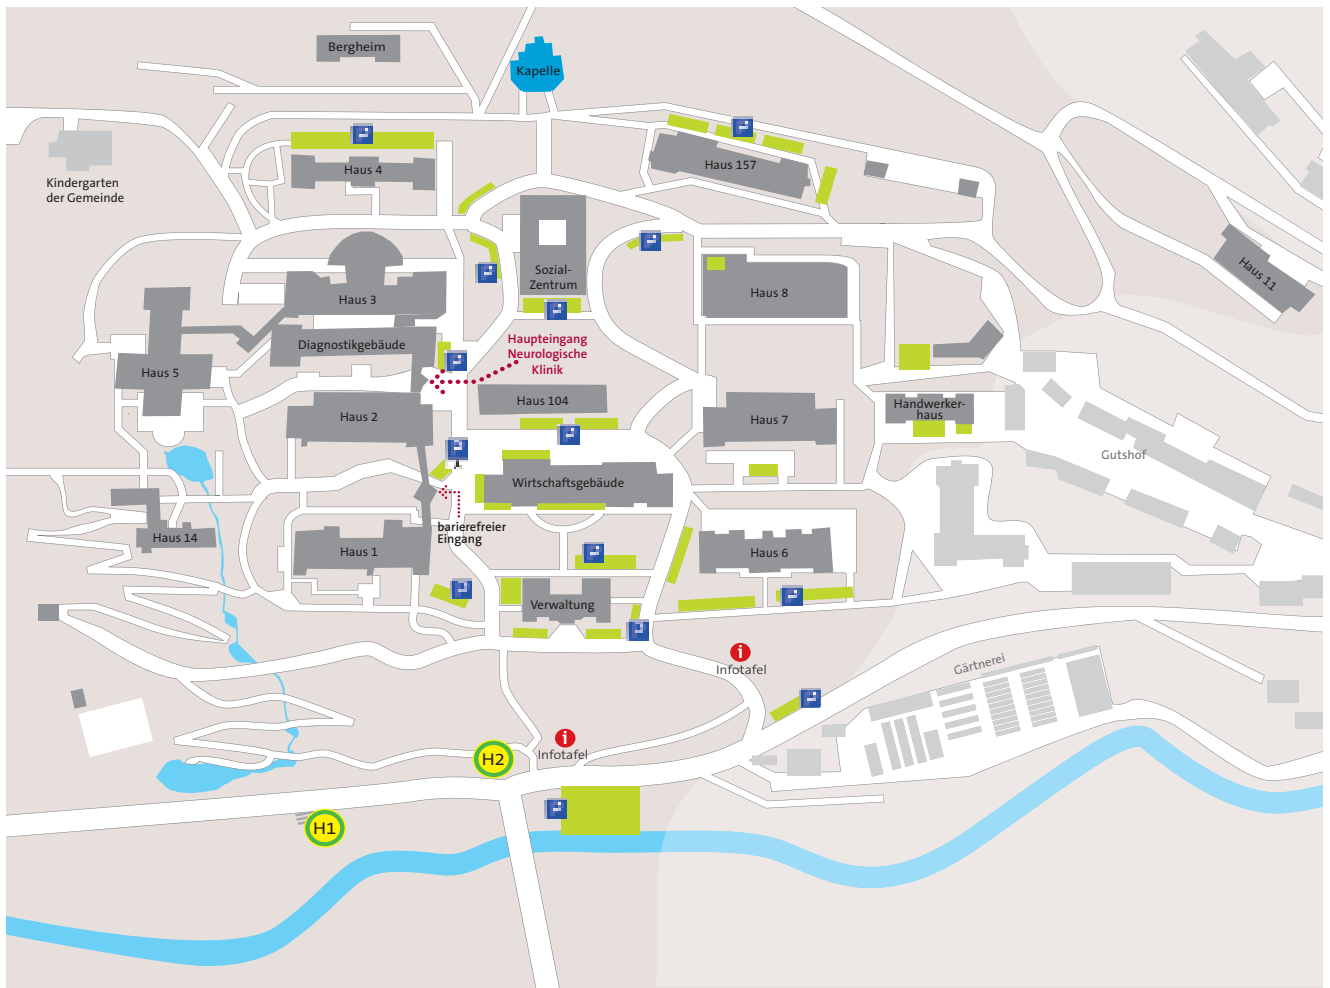 Bergheim
Kapelle
Kindergarten
der Gemeinde
Haus 4
Haus 157
Haus 11
Sozial-
Zentrum
Haus 3
Haus 8
Diagnostikgebäude
Haupteingang
Neurologische
Klinik
Haus 5
Haus 104
Haus 2
Haus 7
Handwerker-
haus
Gutshof
Wirtschaftsgebäude
barierefreier
Eingang
Haus 14
Haus 1
Haus 6
Verwaltung
i
Infotafel
Gärtnerei
i
Infotafel
H2
H1